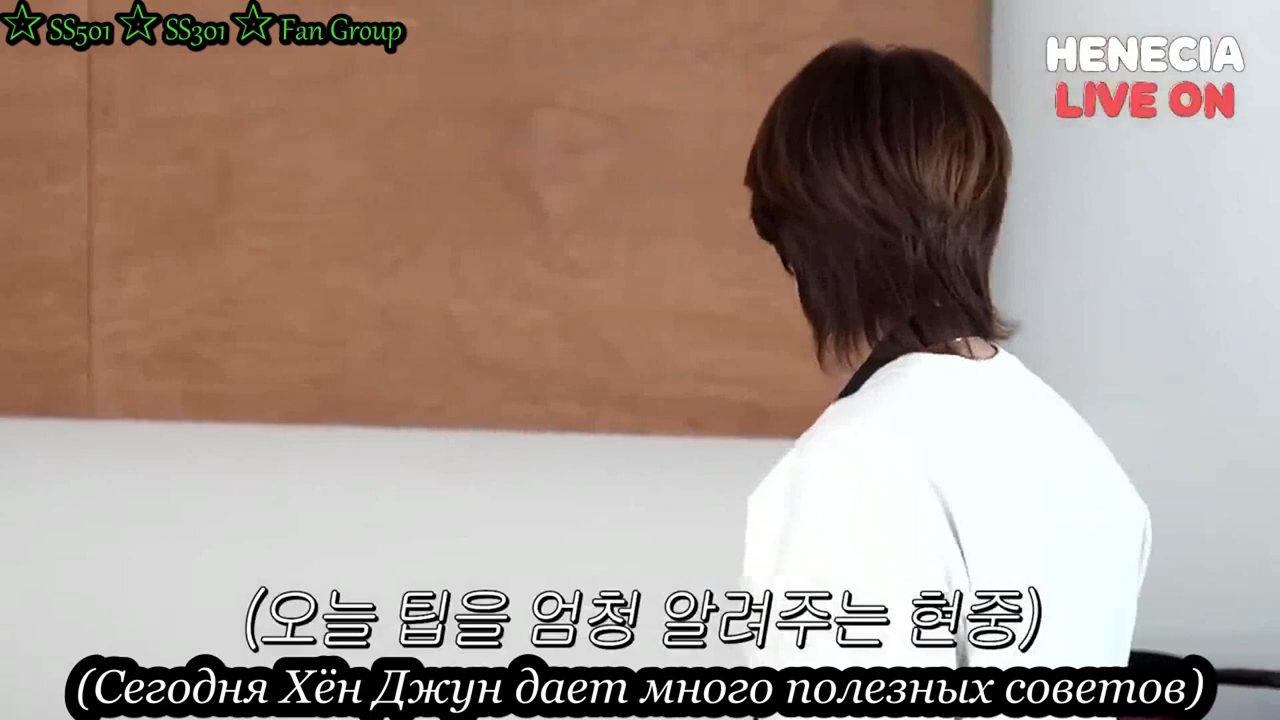 ☆ SS501 ☆ SS301 ☆ Fan Group
HENECIA
LIVE ON
(오늘 팁을 엄청 알려주는 현중)
(Сегодня Хён Джун дает много полезных советов)